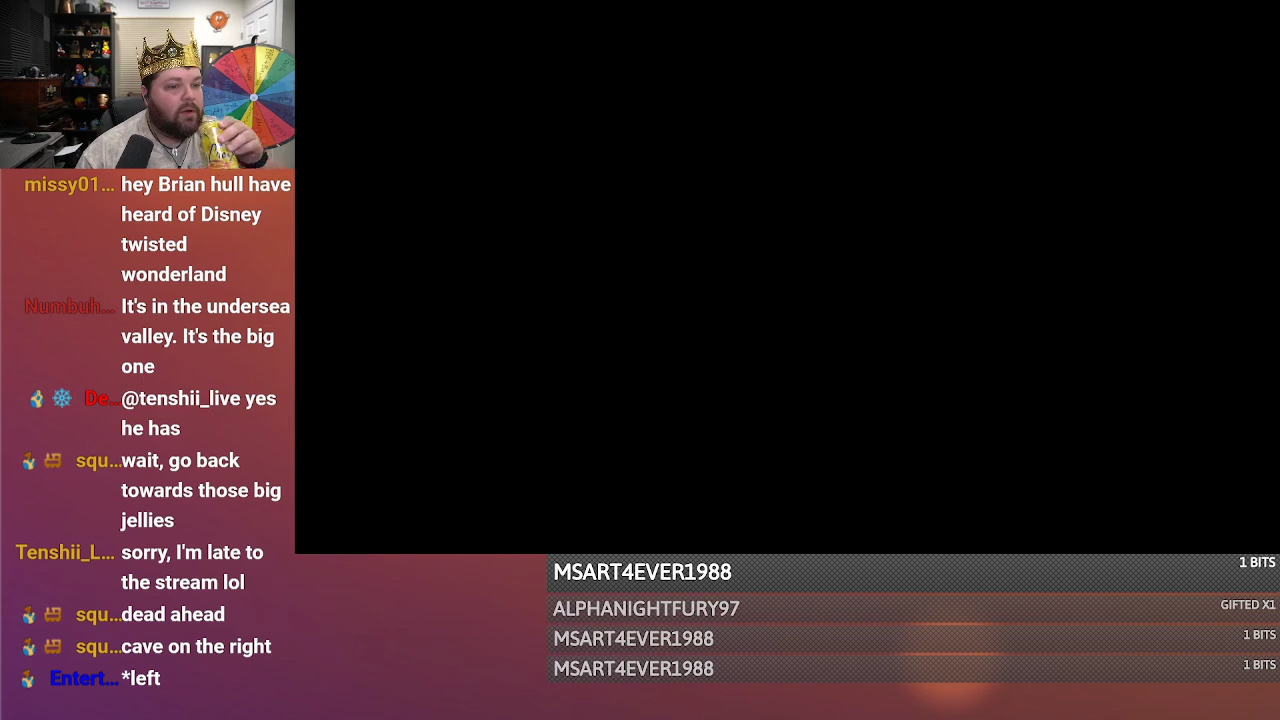 missy01… hey Brian hull have
heard of Disney
twisted
wonderland
Numbuh… It's in the undersea
valley. It's the big
one
De… @tenshii_live yes
he has
squ… wait, go back
towards those big
jellies
Tenshii_L… sorry, I'm late to
the stream lol
squ… dead ahead
squ… cave on the right
Entert… *left
MSART4EVER1988 1 BITS
ALPHANIGHTFURY97 GIFTED X1
MSART4EVER1988 1 BITS
MSART4EVER1988 1 BITS